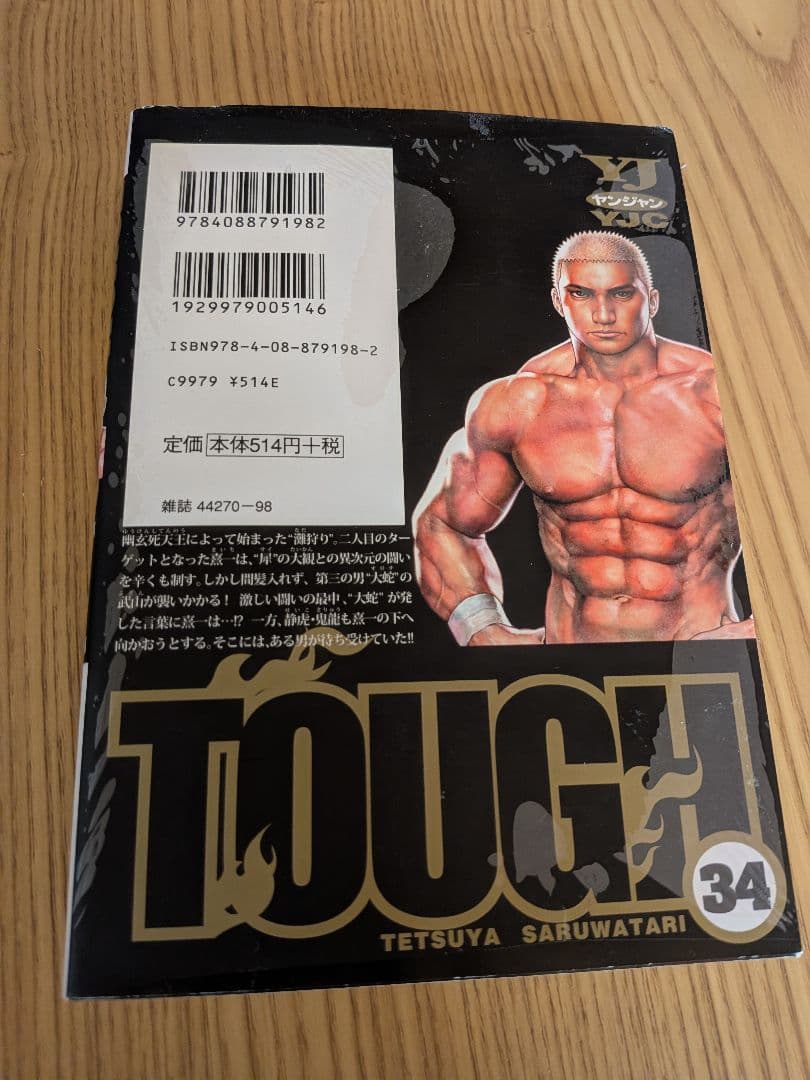 9784088791982
1929979005146
ISBN978-4-08-879198-2
C9979 ¥514E
定価 本体514円+税
雑誌 44270-98
YJ
ヤンジャン
YJC
幽玄死天王によって始まった“灘狩り”。二人目のター
ゲットとなった熹一は、“犀”の大観との異次元の闘い
を辛くも制す。しかし間髪入れず、第三の男“大蛇”の
武山が襲いかかる! 激しい闘いの最中、“大蛇”が発
した言葉に熹一は…!? 一方、静虎・鬼龍も熹一の下へ
向かおうとする。そこには、ある男が待ち受けていた!!
TOUGH
34
TETSUYA SARUWATARI